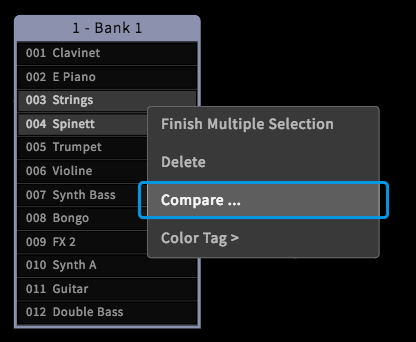 1 - Bank 1
001 Clavinet
002 E Piano
003 Strings
004 Spinett
005 Trumpet
006 Violine
007 Synth Bass
008 Bongo
009 FX 2
010 Synth A
011 Guitar
012 Double Bass
Finish Multiple Selection
Delete
Compare ...
Color Tag >